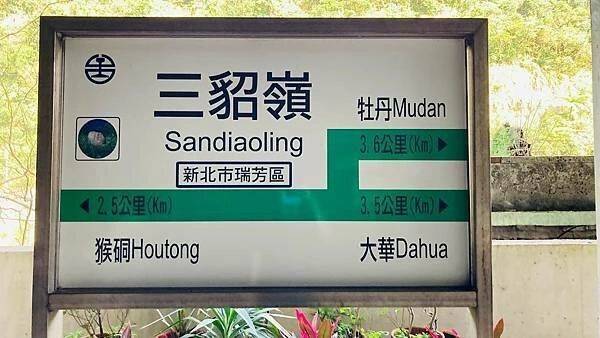 三貂嶺
Sandiaoling
新北市瑞芳區
牡丹Mudan
3.6公里(Km)▶
◀2.5公里(Km)
3.5公里(Km)▶
猴硐Houtong
大華Dahua